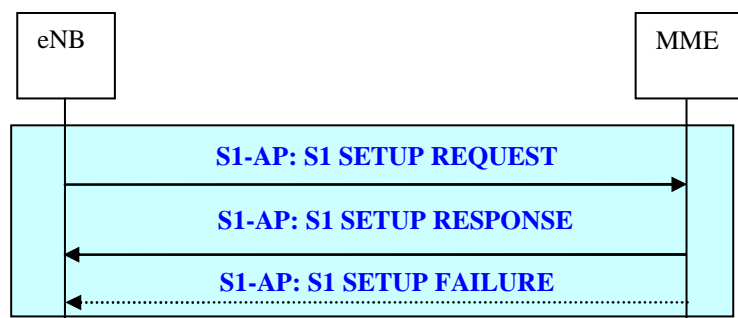 eNB
MME
S1-AP: S1 SETUP REQUEST
S1-AP: S1 SETUP RESPONSE
S1-AP: S1 SETUP FAILURE